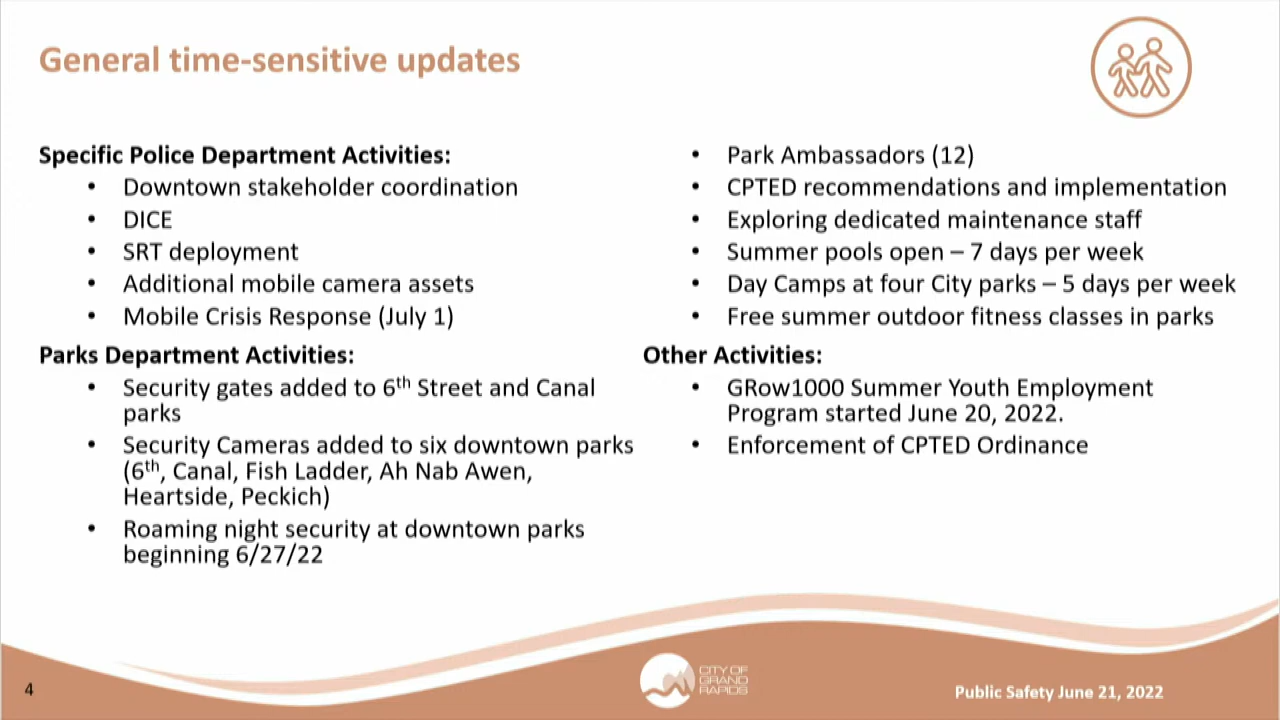 General time-sensitive updates
Specific Police Department Activities:
• Downtown stakeholder coordination
• DICE
• SRT deployment
• Additional mobile camera assets
• Mobile Crisis Response (July 1)
Parks Department Activities:
• Security gates added to 6th Street and Canal
parks
• Security Cameras added to six downtown parks
(6th, Canal, Fish Ladder, Ah Nab Awen,
Heartside, Peckich)
• Roaming night security at downtown parks
beginning 6/27/22
• Park Ambassadors (12)
• CPTED recommendations and implementation
• Exploring dedicated maintenance staff
• Summer pools open – 7 days per week
• Day Camps at four City parks – 5 days per week
• Free summer outdoor fitness classes in parks
Other Activities:
• GRow1000 Summer Youth Employment
Program started June 20, 2022.
• Enforcement of CPTED Ordinance
4
CITY OF
GRAND
RAPIDS
Public Safety June 21, 2022